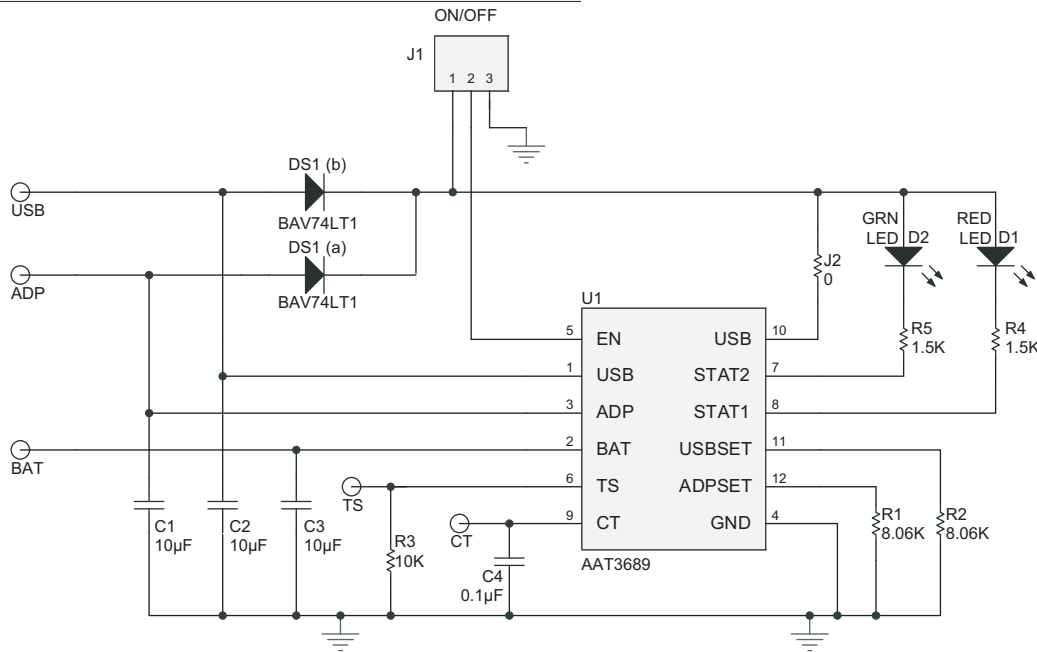 ON/OFF
J1
1 2 3
DS1 (b)
USB
BAV74LT1
DS1 (a)
ADP
BAV74LT1
GRN
LED D2
RED
LED D1
J2
0
U1
R5
1.5K
R4
1.5K
5 EN USB 10
1 USB STAT2 7
3 ADP STAT1 8
2 BAT USBSET 11
6 TS ADPSET 12
9 CT GND 4
BAT
TS
CT
C1
10µF
C2
10µF
C3
10µF
R3
10K
C4
0.1µF
AAT3689
R1
8.06K
R2
8.06K